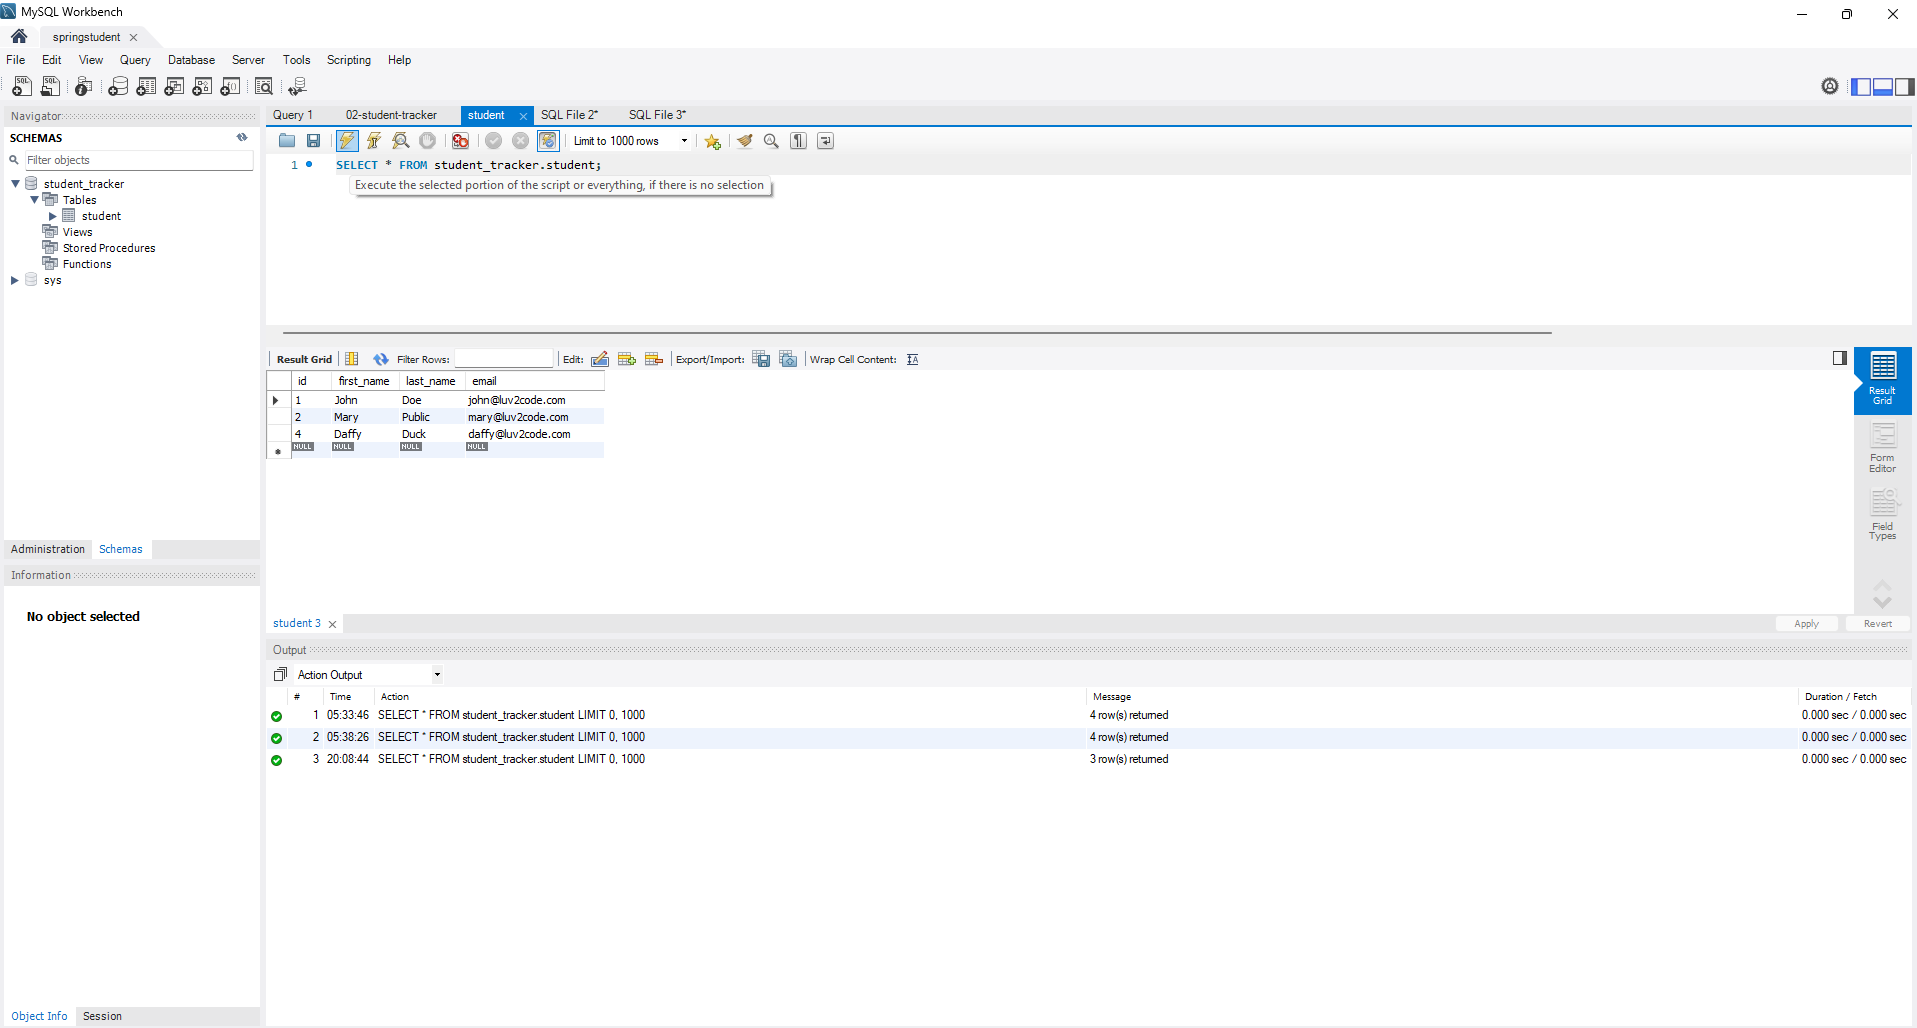 MySQL Workbench
springstudent
File Edit View Query Database Server Tools Scripting Help
Navigator
SCHEMAS
Filter objects
student_tracker
Tables
student
Views
Stored Procedures
Functions
sys
Administration Schemas
Information
No object selected
Object Info Session
Query 1 02-student-tracker student SQL File 2* SQL File 3*
Limit to 1000 rows
1 SELECT * FROM student_tracker.student;
Execute the selected portion of the script or everything, if there is no selection
Result Grid Filter Rows: Edit: Export/Import: Wrap Cell Content:
id first_name last_name email
1 John Doe john@luv2code.com
2 Mary Public mary@luv2code.com
4 Daffy Duck daffy@luv2code.com
NULL NULL NULL NULL
Result
Grid
Form
Editor
Field
Types
student 3 Apply Revert
Output
Action Output
# Time Action Message Duration / Fetch
1 05:33:46 SELECT * FROM student_tracker.student LIMIT 0, 1000 4 row(s) returned 0.000 sec / 0.000 sec
2 05:38:26 SELECT * FROM student_tracker.student LIMIT 0, 1000 4 row(s) returned 0.000 sec / 0.000 sec
3 20:08:44 SELECT * FROM student_tracker.student LIMIT 0, 1000 3 row(s) returned 0.000 sec / 0.000 sec